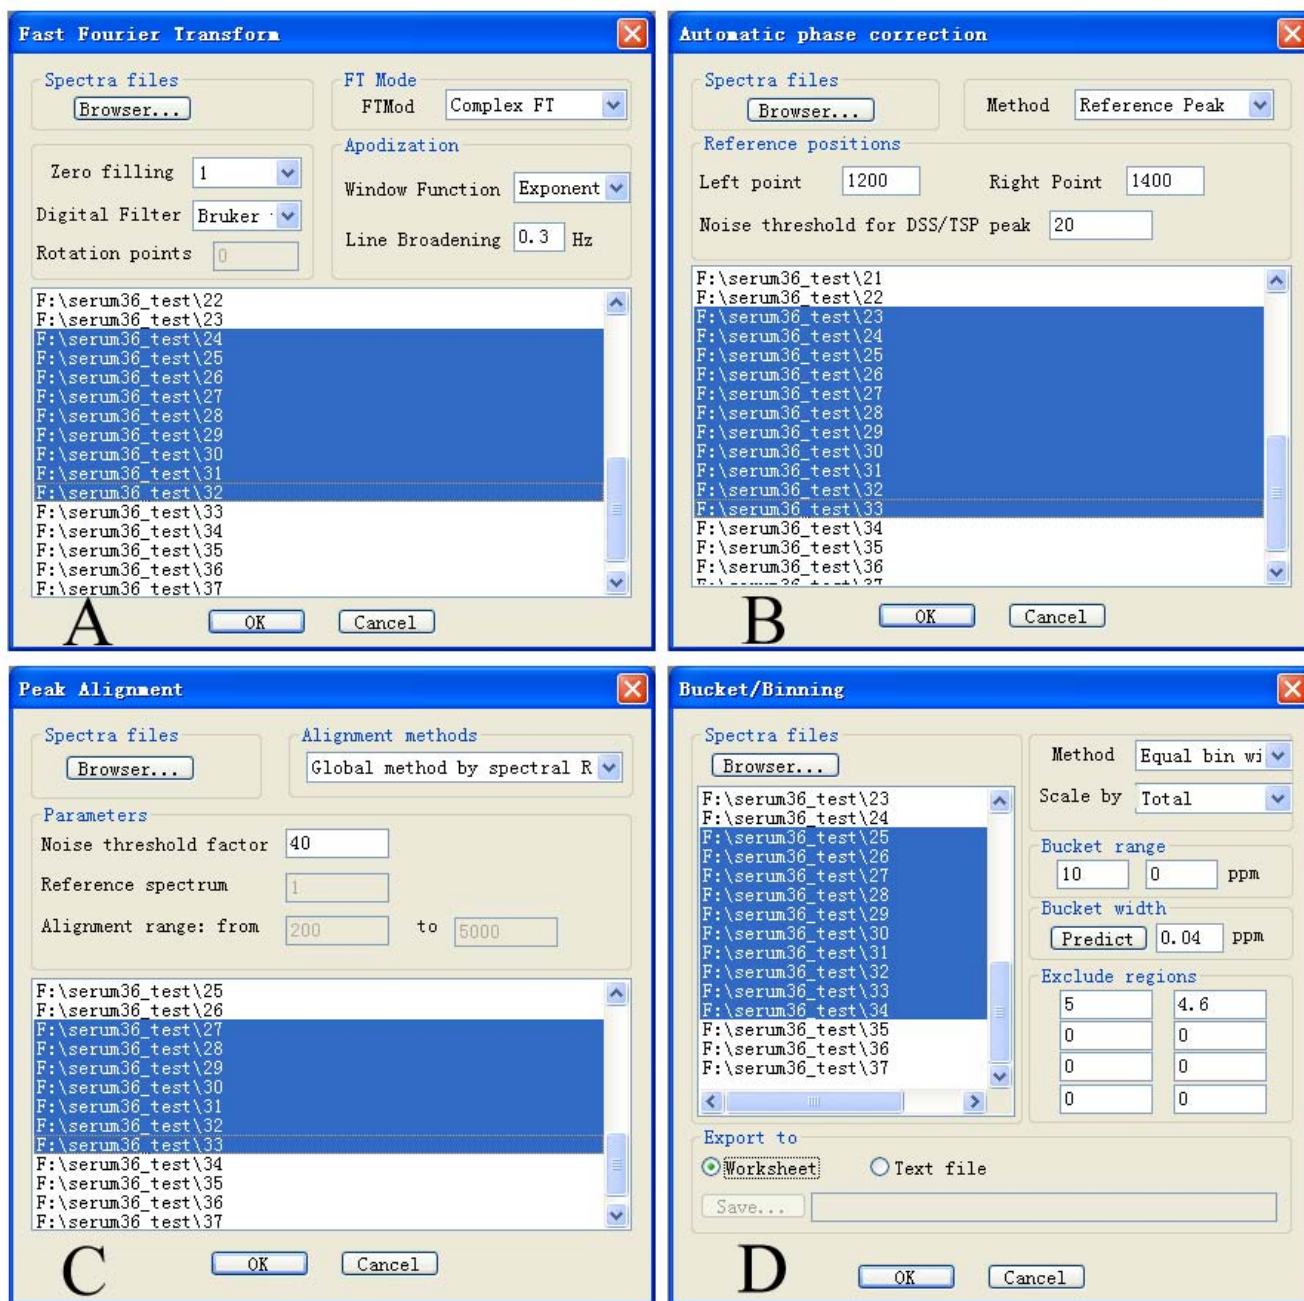 Fast Fourier Transform
Spectra files
Browser...
FT Mode
FTMod Complex FT
Zero filling 1
Digital Filter Bruker
Rotation points 0
Apodization
Window Function Exponent
Line Broadening 0.3 Hz
F:\serum36_test\22
F:\serum36_test\23
F:\serum36_test\24
F:\serum36_test\25
F:\serum36_test\26
F:\serum36_test\27
F:\serum36_test\28
F:\serum36_test\29
F:\serum36_test\30
F:\serum36_test\31
F:\serum36_test\32
F:\serum36_test\33
F:\serum36_test\34
F:\serum36_test\35
F:\serum36_test\36
F:\serum36_test\37
A
OK Cancel
Automatic phase correction
Spectra files
Browser...
Method Reference Peak
Reference positions
Left point 1200 Right Point 1400
Noise threshold for DSS/TSP peak 20
F:\serum36_test\21
F:\serum36_test\22
F:\serum36_test\23
F:\serum36_test\24
F:\serum36_test\25
F:\serum36_test\26
F:\serum36_test\27
F:\serum36_test\28
F:\serum36_test\29
F:\serum36_test\30
F:\serum36_test\31
F:\serum36_test\32
F:\serum36_test\33
F:\serum36_test\34
F:\serum36_test\35
F:\serum36_test\36
F:\serum36_test\37
B
OK Cancel
Peak Alignment
Spectra files
Browser...
Alignment methods
Global method by spectral R
Parameters
Noise threshold factor 40
Reference spectrum 1
Alignment range: from 200 to 5000
F:\serum36_test\25
F:\serum36_test\26
F:\serum36_test\27
F:\serum36_test\28
F:\serum36_test\29
F:\serum36_test\30
F:\serum36_test\31
F:\serum36_test\32
F:\serum36_test\33
F:\serum36_test\34
F:\serum36_test\35
F:\serum36_test\36
F:\serum36_test\37
C
OK Cancel
Bucket/Binning
Spectra files
Browser...
F:\serum36_test\23
F:\serum36_test\24
F:\serum36_test\25
F:\serum36_test\26
F:\serum36_test\27
F:\serum36_test\28
F:\serum36_test\29
F:\serum36_test\30
F:\serum36_test\31
F:\serum36_test\32
F:\serum36_test\33
F:\serum36_test\34
F:\serum36_test\35
F:\serum36_test\36
F:\serum36_test\37
Method Equal bin wi
Scale by Total
Bucket range
10 0 ppm
Bucket width
Predict 0.04 ppm
Exclude regions
5 4.6
0 0
0 0
0 0
Export to
Worksheet Text file
Save...
D
OK Cancel